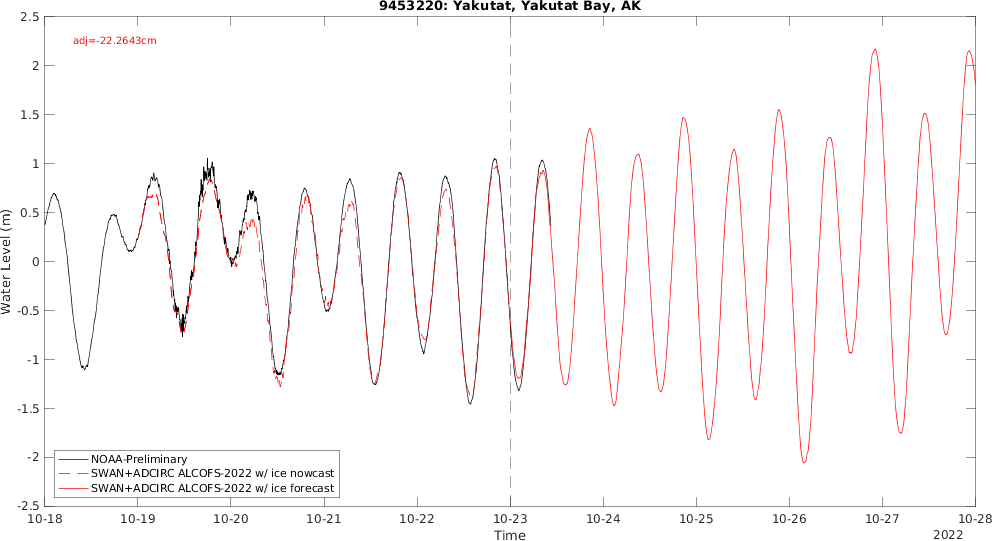 9453220: Yakutat, Yakutat Bay, AK
adj=-22.2643cm
2.5
2
1.5
1
0.5
0
-0.5
-1
-1.5
-2
-2.5
Water Level (m)
NOAA-Preliminary
SWAN+ADCIRC ALCOFS-2022 w/ ice nowcast
SWAN+ADCIRC ALCOFS-2022 w/ ice forecast
10-18 10-19 10-20 10-21 10-22 10-23 10-24 10-25 10-26 10-27 10-28
Time
2022